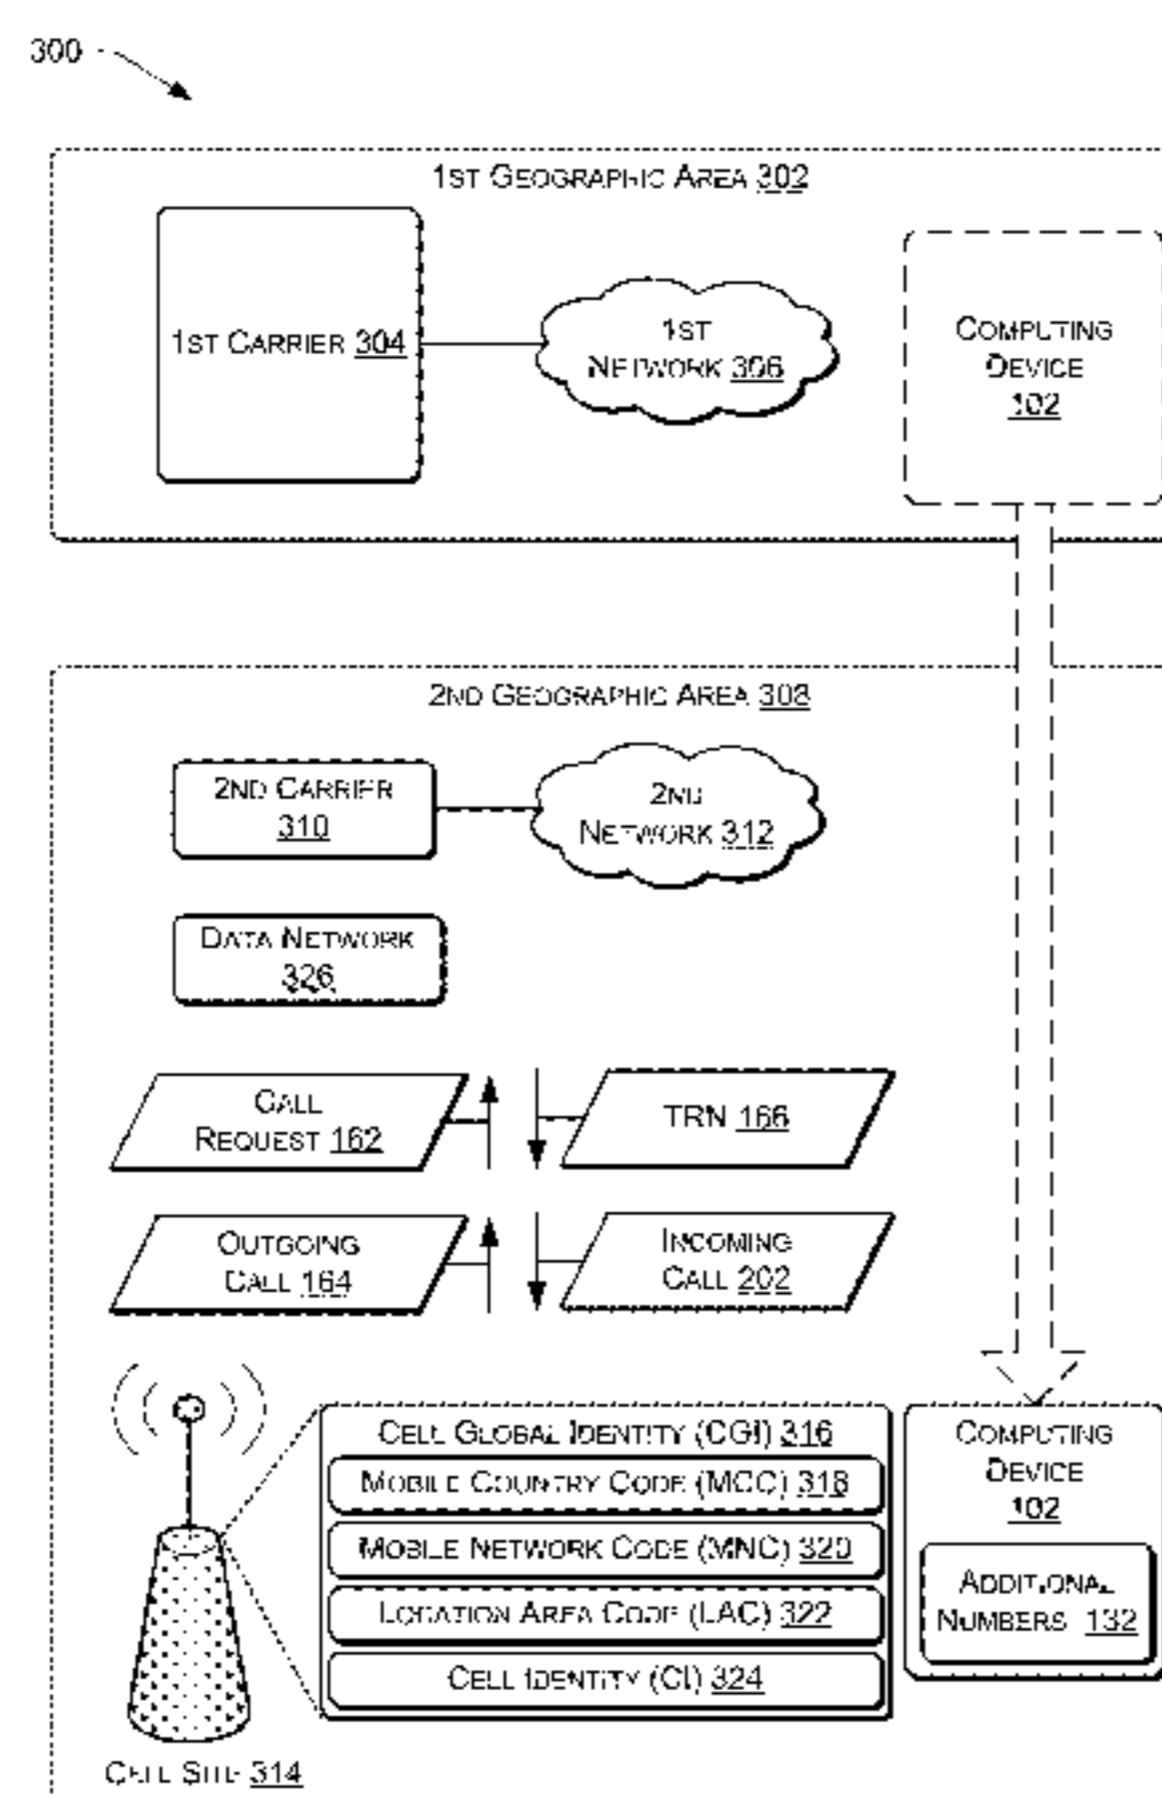 300
1ST GEOGRAPHIC AREA 302
1ST CARRIER 304
1ST
NETWORK 306
COMPUTING
DEVICE
102
2ND GEOGRAPHIC AREA 308
2ND CARRIER
310
2ND
NETWORK 312
DATA NETWORK
326
CALL
REQUEST 162
TRN 166
OUTGOING
CALL 164
INCOMING
CALL 202
CELL GLOBAL IDENTITY (CGI) 316
MOBILE COUNTRY CODE (MCC) 318
MOBILE NETWORK CODE (MNC) 320
LOCATION AREA CODE (LAC) 322
CELL IDENTITY (CI) 324
CELL SITE 314
COMPUTING
DEVICE
102
ADDITIONAL
NUMBERS 132